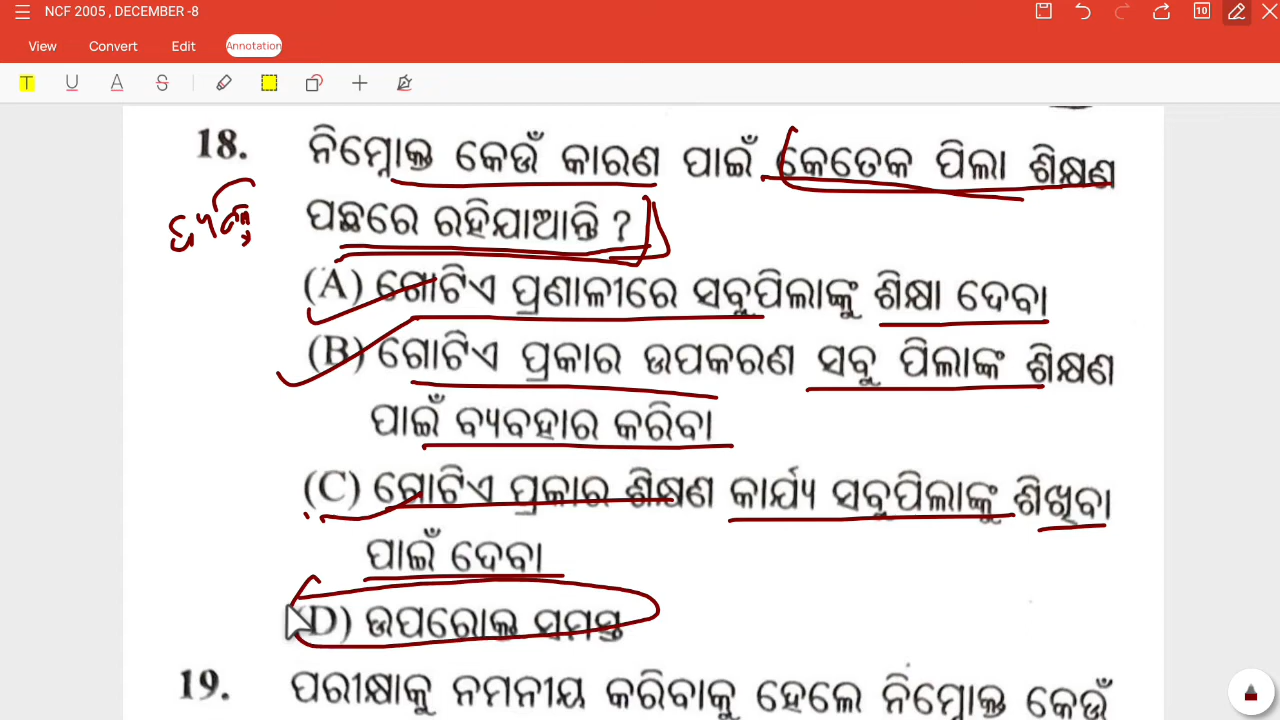 NCF 2005 , DECEMBER -8
10
View Convert Edit Annotation
T U A S
18. ନିମ୍ନୋକ୍ତ କେଉଁ କାରଣ ପାଇଁ କେତେକ ପିଲା ଶିକ୍ଷଣ
ପଛରେ ରହିଯାଆନ୍ତି ?
(A) ଗୋଟିଏ ପ୍ରଣାଳୀରେ ସବୁପିଲାଙ୍କୁ ଶିକ୍ଷା ଦେବା
(B) ଗୋଟିଏ ପ୍ରକାର ଉପକରଣ ସବୁ ପିଲାଙ୍କ ଶିକ୍ଷଣ
ପାଇଁ ବ୍ୟବହାର କରିବା
(C) ଗୋଟିଏ ପ୍ରକାର ଶିକ୍ଷଣ କାର୍ଯ୍ୟ ସବୁପିଲାଙ୍କୁ ଶିଖିବା
ପାଇଁ ଦେବା
(D) ଉପରୋକ୍ତ ସମସ୍ତ
19. ପରୀକ୍ଷାକୁ ନମନୀୟ କରିବାକୁ ହେଲେ ନିମ୍ନୋକ୍ତ କେଉଁ